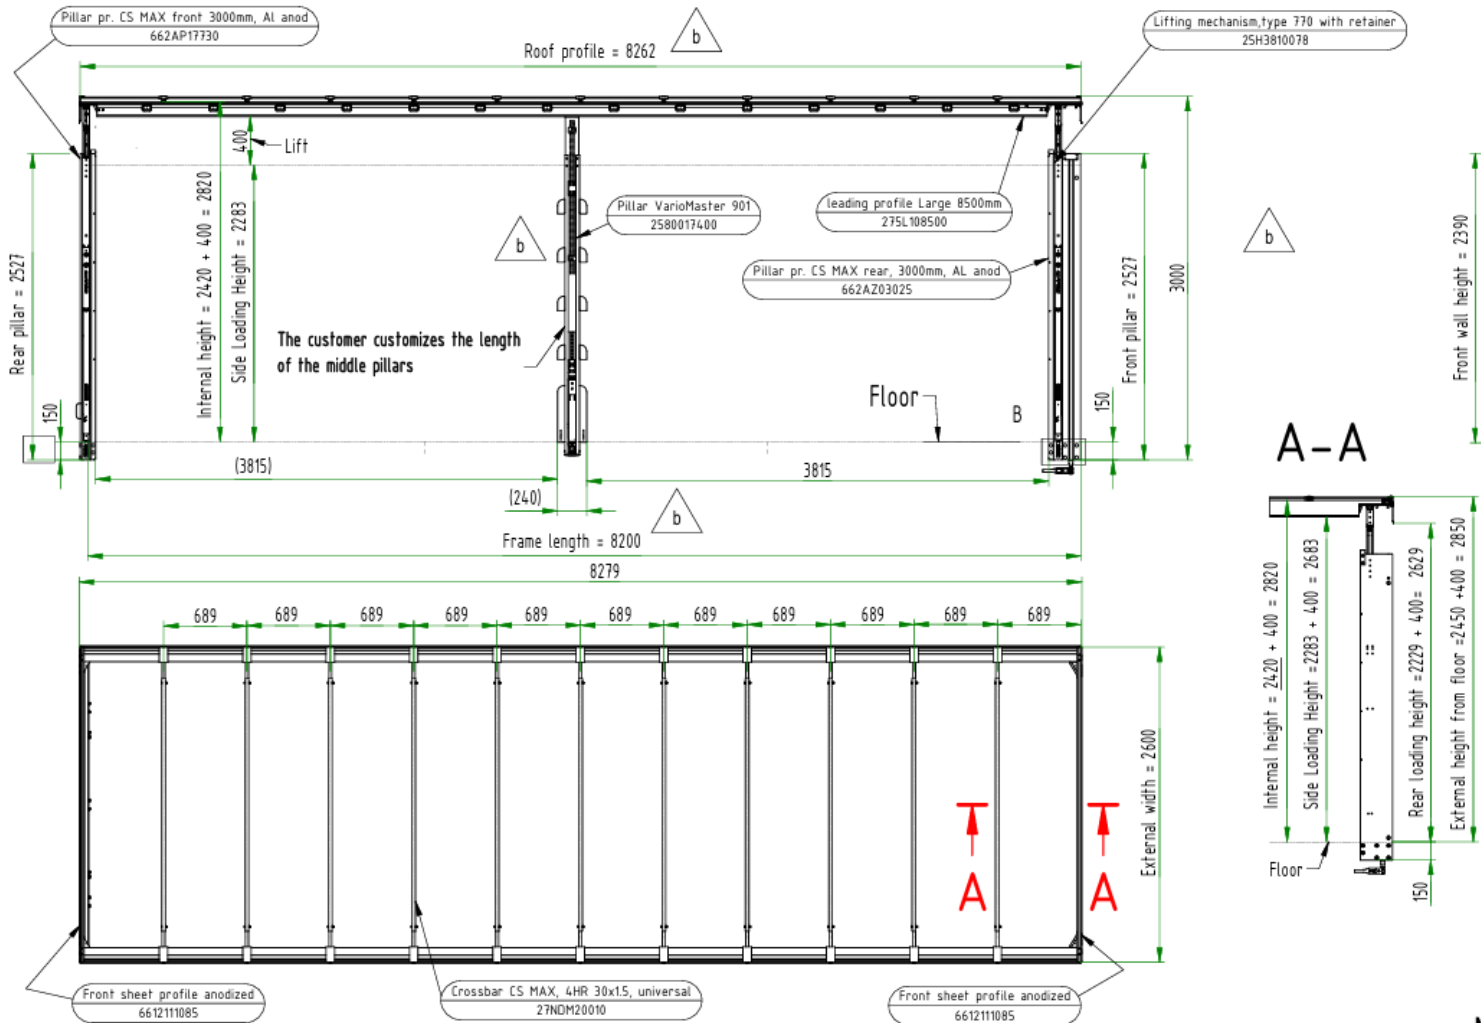 Pillar pr. CS MAX front 3000mm, Al anod
662AP17730
b
Roof profile = 8262
Lifting mechanism,type 770 with retainer
25H3810078
400
Lift
Pillar VarioMaster 901
2580017400
leading profile Large 8500mm
275L108500
b
b
Pillar pr. CS MAX rear, 3000mm, AL anod
662AZ03025
Rear pillar = 2527
Internal height = 2420 + 400 = 2820
Side Loading Height = 2283
The customer customizes the length
of the middle pillars
Front pillar = 2527
3000
Front wall height = 2390
150
Floor
B
150
(3815)
3815
(240)
b
Frame length = 8200
8279
A-A
689
689
689
689
689
689
689
689
689
689
689
External width = 2600
A
A
Internal height = 2420 + 400 = 2820
Side Loading Height =2283 + 400 = 2683
Rear loading height =2229 + 400= 2629
External height from floor =2450 +400 = 2850
Floor
150
Front sheet profile anodized
6612111085
Crossbar CS MAX, 4HR 30x1.5, universal
27NDM20010
Front sheet profile anodized
6612111085